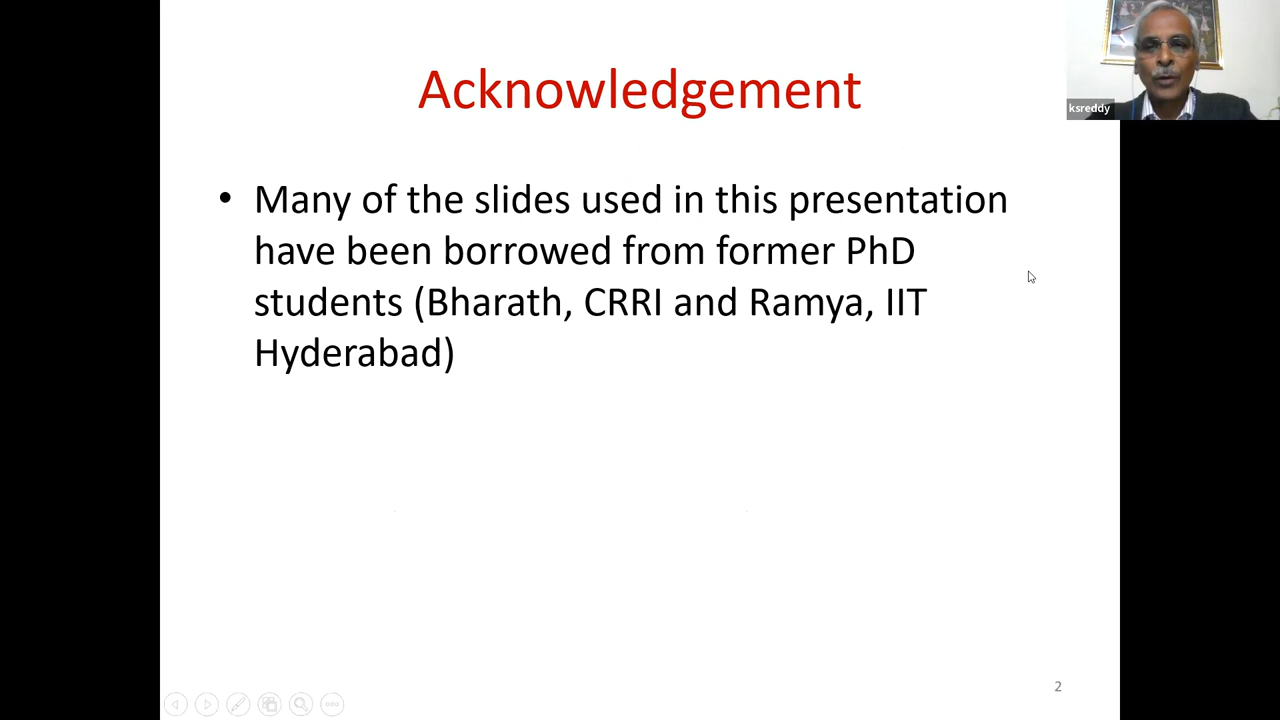 Acknowledgement
ksreddy
• Many of the slides used in this presentation
have been borrowed from former PhD
students (Bharath, CRRI and Ramya, IIT
Hyderabad)
2